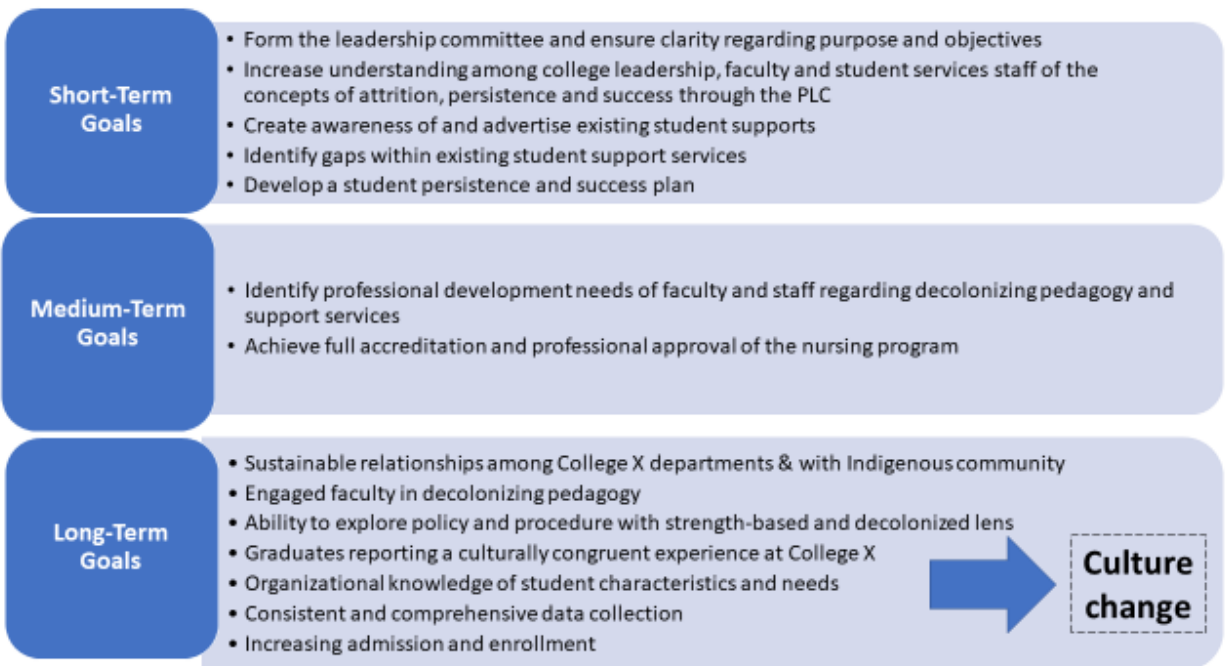 Short-Term
Goals
• Form the leadership committee and ensure clarity regarding purpose and objectives
• Increase understanding among college leadership, faculty and student services staff of the
concepts of attrition, persistence and success through the PLC
• Create awareness of and advertise existing student supports
• Identify gaps within existing student support services
• Develop a student persistence and success plan
Medium-Term
Goals
• Identify professional development needs of faculty and staff regarding decolonizing pedagogy and
support services
• Achieve full accreditation and professional approval of the nursing program
Long-Term
Goals
• Sustainable relationships among College X departments & with Indigenous community
• Engaged faculty in decolonizing pedagogy
• Ability to explore policy and procedure with strength-based and decolonized lens
• Graduates reporting a culturally congruent experience at College X
• Organizational knowledge of student characteristics and needs
• Consistent and comprehensive data collection
• Increasing admission and enrollment
Culture
change